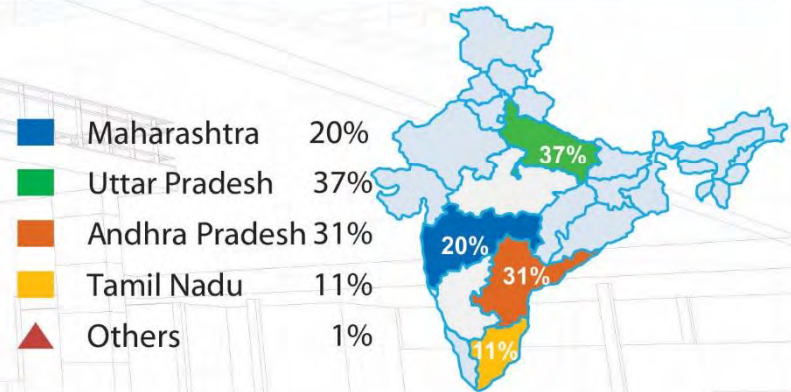 Maharashtra 20%
Uttar Pradesh 37%
Andhra Pradesh 31%
Tamil Nadu 11%
Others 1%
37%
20%
31%
11%